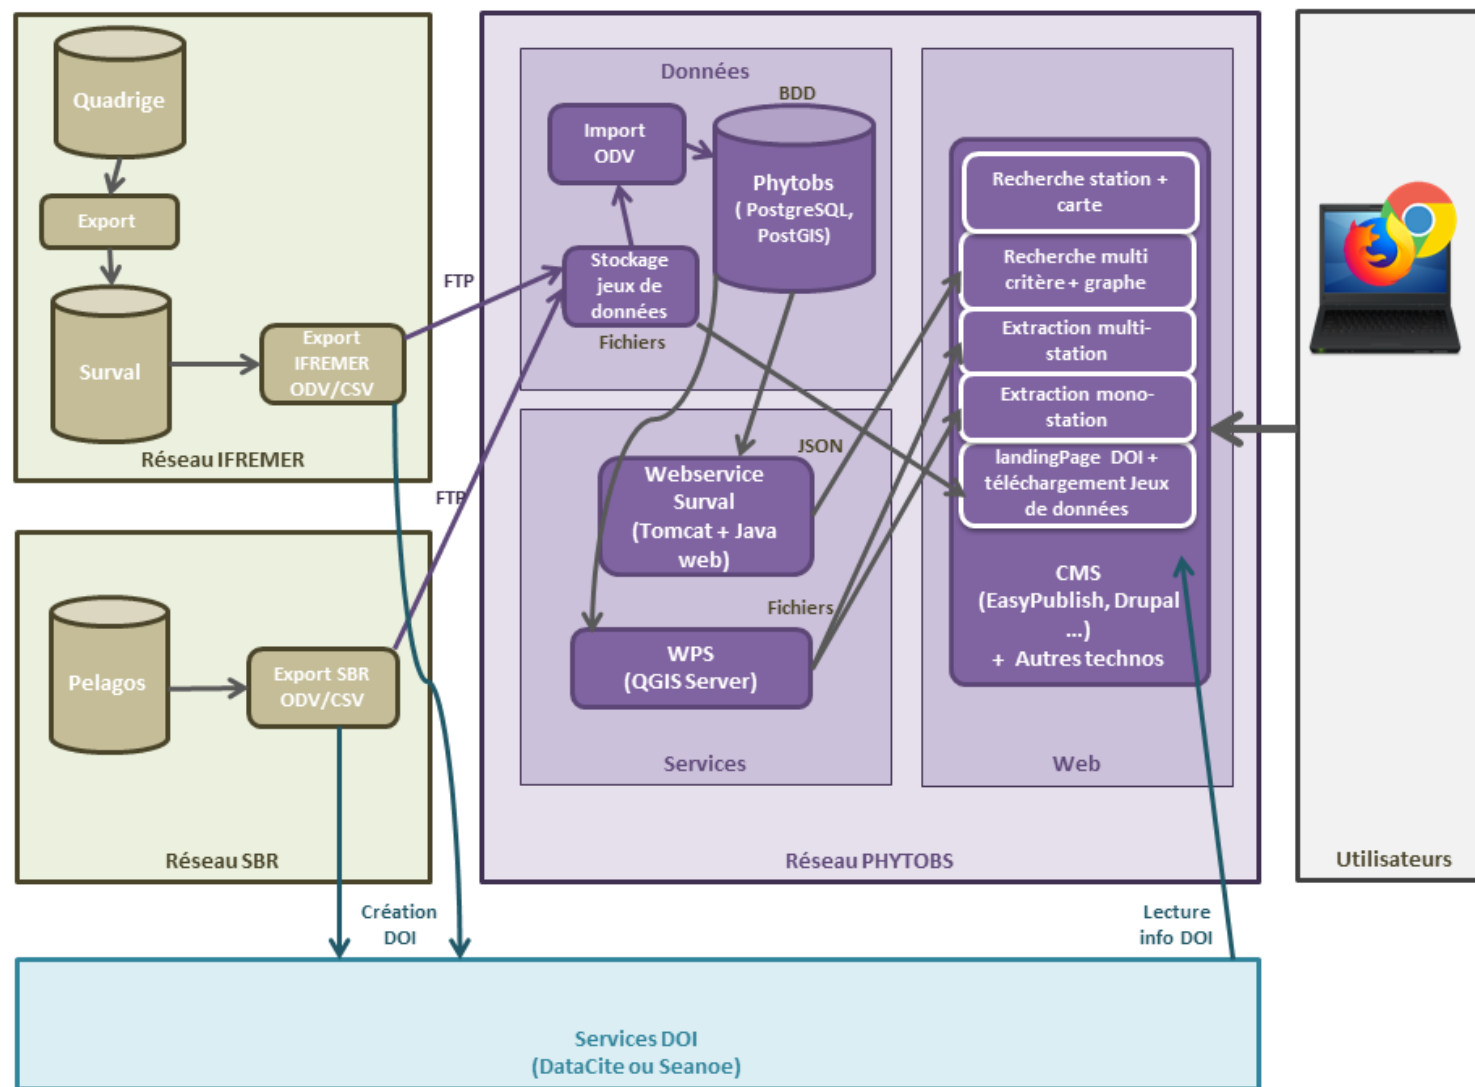 Quadrige
Export
Surval
Export
IFREMER
ODV/CSV
Réseau IFREMER
Pelagos
Export SBR
ODV/CSV
Réseau SBR
FTP
FTP
Données
BDD
Import
ODV
Phytobs
( PostgreSQL,
PostGIS)
Stockage
jeux de
données
Fichiers
JSON
Webservice
Surval
(Tomcat + Java
web)
Fichiers
WPS
(QGIS Server)
Services
Recherche station +
carte
Recherche multi
critère + graphe
Extraction multi-
station
Extraction mono-
station
landingPage DOI +
téléchargement Jeux
de données
CMS
(EasyPublish, Drupal
...)
+ Autres technos
Web
Réseau PHYTOBS
Utilisateurs
Création
DOI
Lecture
info DOI
Services DOI
(DataCite ou Seanoe)